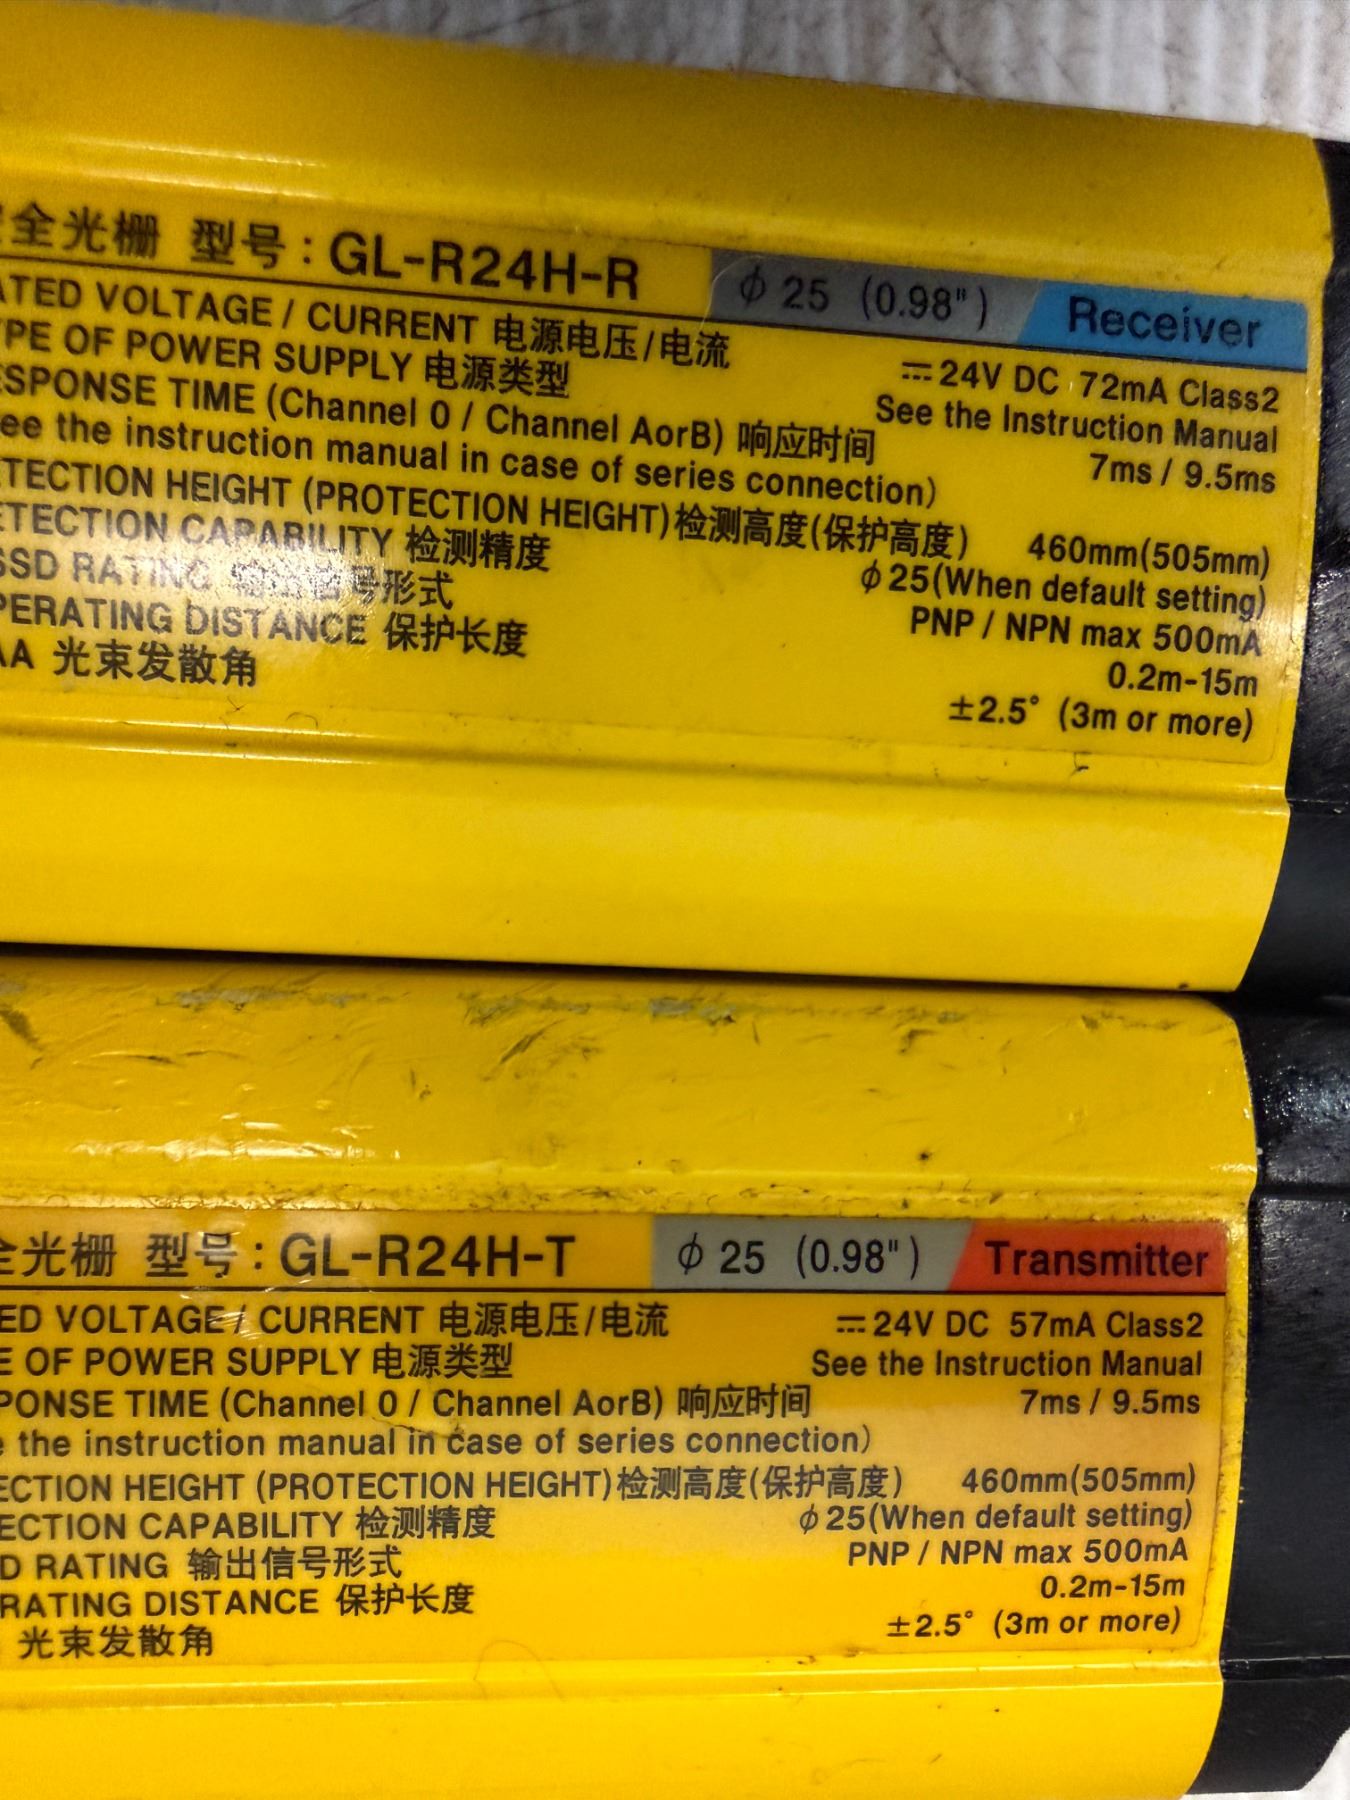 全光栅 型号：GL-R24H-R ϕ25 (0.98") Receiver
ATED VOLTAGE / CURRENT 电源电压/电流 ⎓24V DC 72mA Class2
YPE OF POWER SUPPLY 电源类型 See the Instruction Manual
ESPONSE TIME (Channel 0 / Channel AorB) 响应时间 7ms / 9.5ms
ee the instruction manual in case of series connection)
ETECTION HEIGHT (PROTECTION HEIGHT)检测高度(保护高度) 460mm(505mm)
ETECTION CAPABILITY 检测精度 ϕ25(When default setting)
SSD RATING 输出信号形式 PNP / NPN max 500mA
PERATING DISTANCE 保护长度 0.2m-15m
AA 光束发散角 ±2.5° (3m or more)
全光栅 型号：GL-R24H-T ϕ25 (0.98") Transmitter
ED VOLTAGE / CURRENT 电源电压/电流 ⎓24V DC 57mA Class2
E OF POWER SUPPLY 电源类型 See the Instruction Manual
PONSE TIME (Channel 0 / Channel AorB) 响应时间 7ms / 9.5ms
e the instruction manual in case of series connection)
ECTION HEIGHT (PROTECTION HEIGHT)检测高度(保护高度) 460mm(505mm)
ECTION CAPABILITY 检测精度 ϕ25(When default setting)
D RATING 输出信号形式 PNP / NPN max 500mA
RATING DISTANCE 保护长度 0.2m-15m
光束发散角 ±2.5° (3m or more)